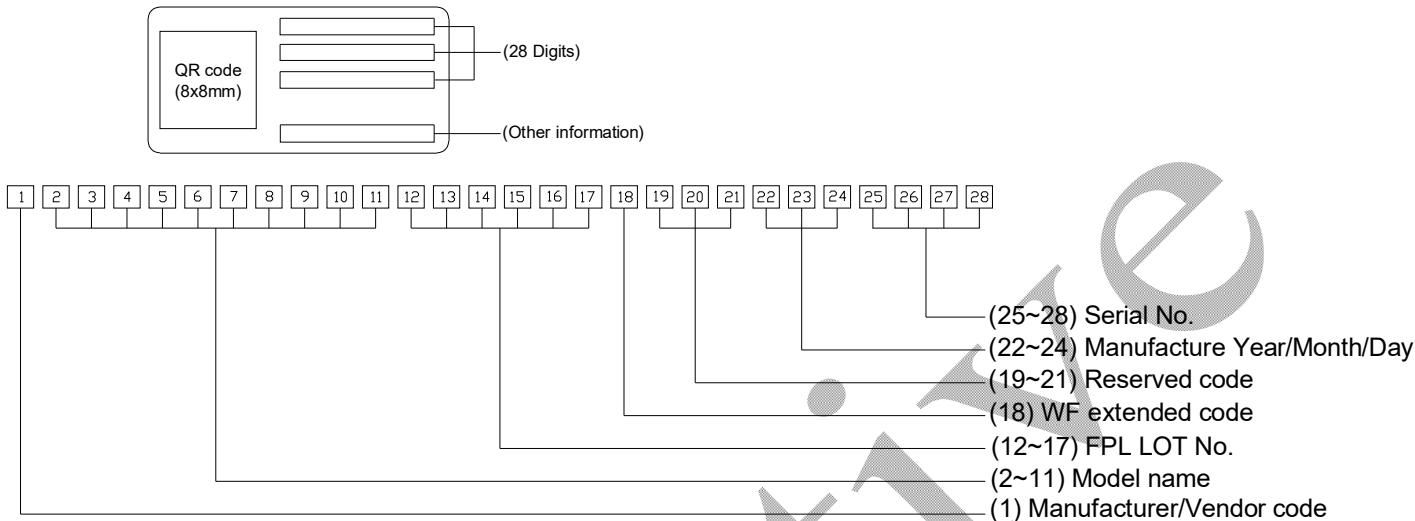 QR code
(8x8mm)
(28 Digits)
(Other information)
1 2 3 4 5 6 7 8 9 10 11 12 13 14 15 16 17 18 19 20 21 22 23 24 25 26 27 28
(25~28) Serial No.
(22~24) Manufacture Year/Month/Day
(19~21) Reserved code
(18) WF extended code
(12~17) FPL LOT No.
(2~11) Model name
(1) Manufacturer/Vendor code